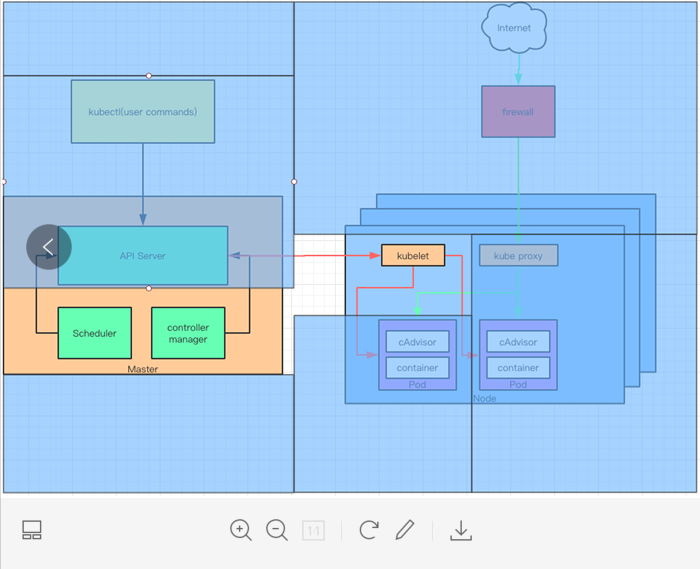 Internet
kubectl(user commands)
firewall
API Server
kubelet
kube proxy
Scheduler
controller
manager
cAdvisor
cAdvisor
container
container
Pod
Pod
Master
Node
1:1